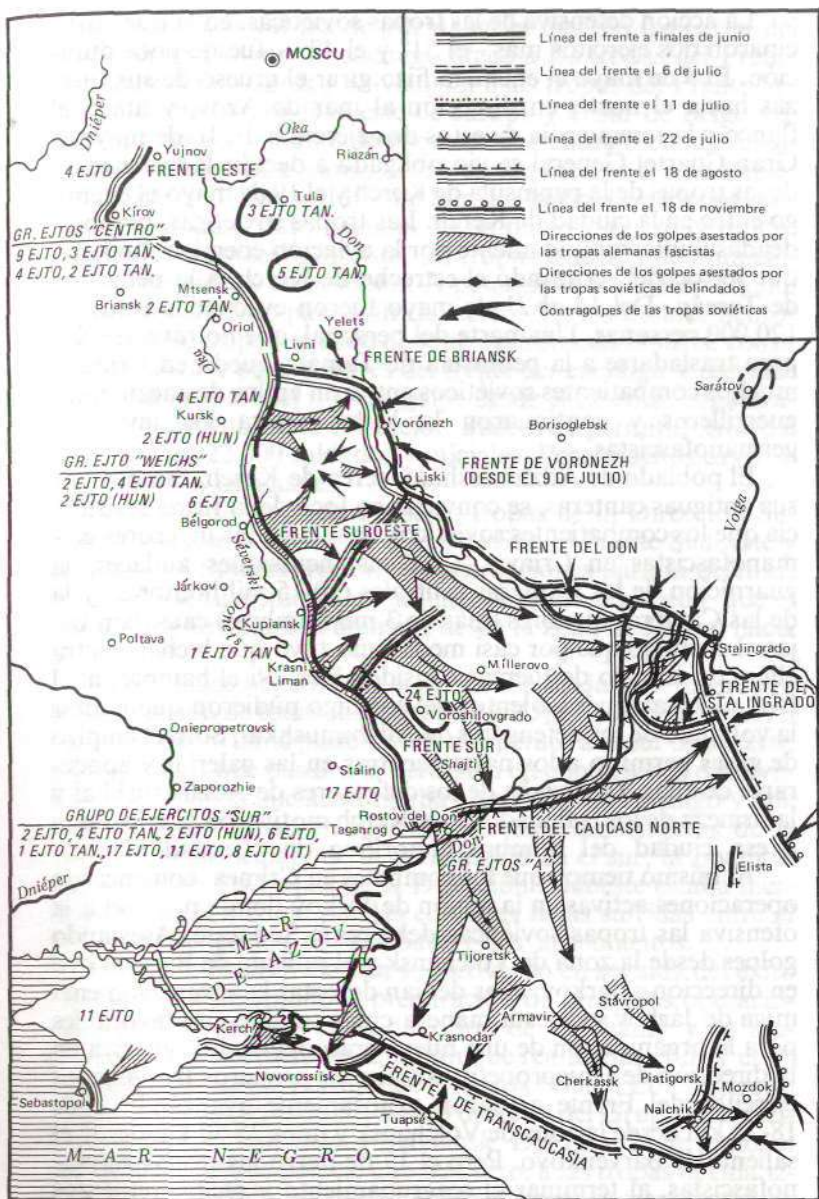 MOSCU
Línea del frente a finales de junio
Línea del frente el 6 de julio
Línea del frente el 11 de julio
Línea del frente el 22 de julio
Línea del frente el 18 de agosto
Línea del frente el 18 de noviembre
Direcciones de los golpes asestados por
las tropas alemanas fascistas
Direcciones de los golpes asestados por
las tropas soviéticas de blindados
Contragolpes de las tropas soviéticas
Dniéper
Oka
Yujnov
Riazán
4 EJTO
FRENTE OESTE
Tula
3 EJTO TAN.
Kírov
GR. EJTOS "CENTRO"
9 EJTO, 3 EJTO TAN.
4 EJTO, 2 EJTO TAN.
Don
5 EJTO TAN.
Mtsensk
Briansk
2 EJTO TAN.
Oriol
Oka
Yelets
Livni
FRENTE DE BRIANSK
4 EJTO TAN.
Kursk
2 EJTO (HUN)
Vorónezh
Borisoglebsk
Sarátov
GR. EJTO "WEICHS"
2 EJTO, 4 EJTO TAN.
2 EJTO (HUN)
FRENTE DE VORONEZH
(DESDE EL 9 DE JULIO)
Liski
6 EJTO
Bélgorod
FRENTE SUROESTE
Volga
Séverski
Donets
FRENTE DEL DON
Járkov
Kupiansk
Poltava
1 EJTO TAN
Krasni
Liman
Míllerovo
Stalingrado
24 EJTO
Voroshilovgrado
FRENTE DE
STALINGRADO
Dniepropetrovsk
FRENTE SUR
Shajti
Stálino
Zaporozhie
17 EJTO
GRUPO DE EJERCITOS "SUR"
2 EJTO, 4 EJTO TAN, 2 EJTO (HUN), 6 EJTO,
1 EJTO TAN., 17 EJTO, 11 EJTO, 8 EJTO (IT)
Rostov del Don
Taganrog
Don
FRENTE DEL CAUCASO NORTE
GR. EJTOS "A"
Elista
Dniéper
MAR
DE AZOV
Tijoretsk
11 EJTO
Stávropol
Armavir
Kerch
Krasnodar
Cherkassk
Piatigorsk
Mozdok
Novorossiisk
Nalchik
Sebastopol
FRENTE DE TRANSCAUCASIA
Tuapsé
MAR NEGRO